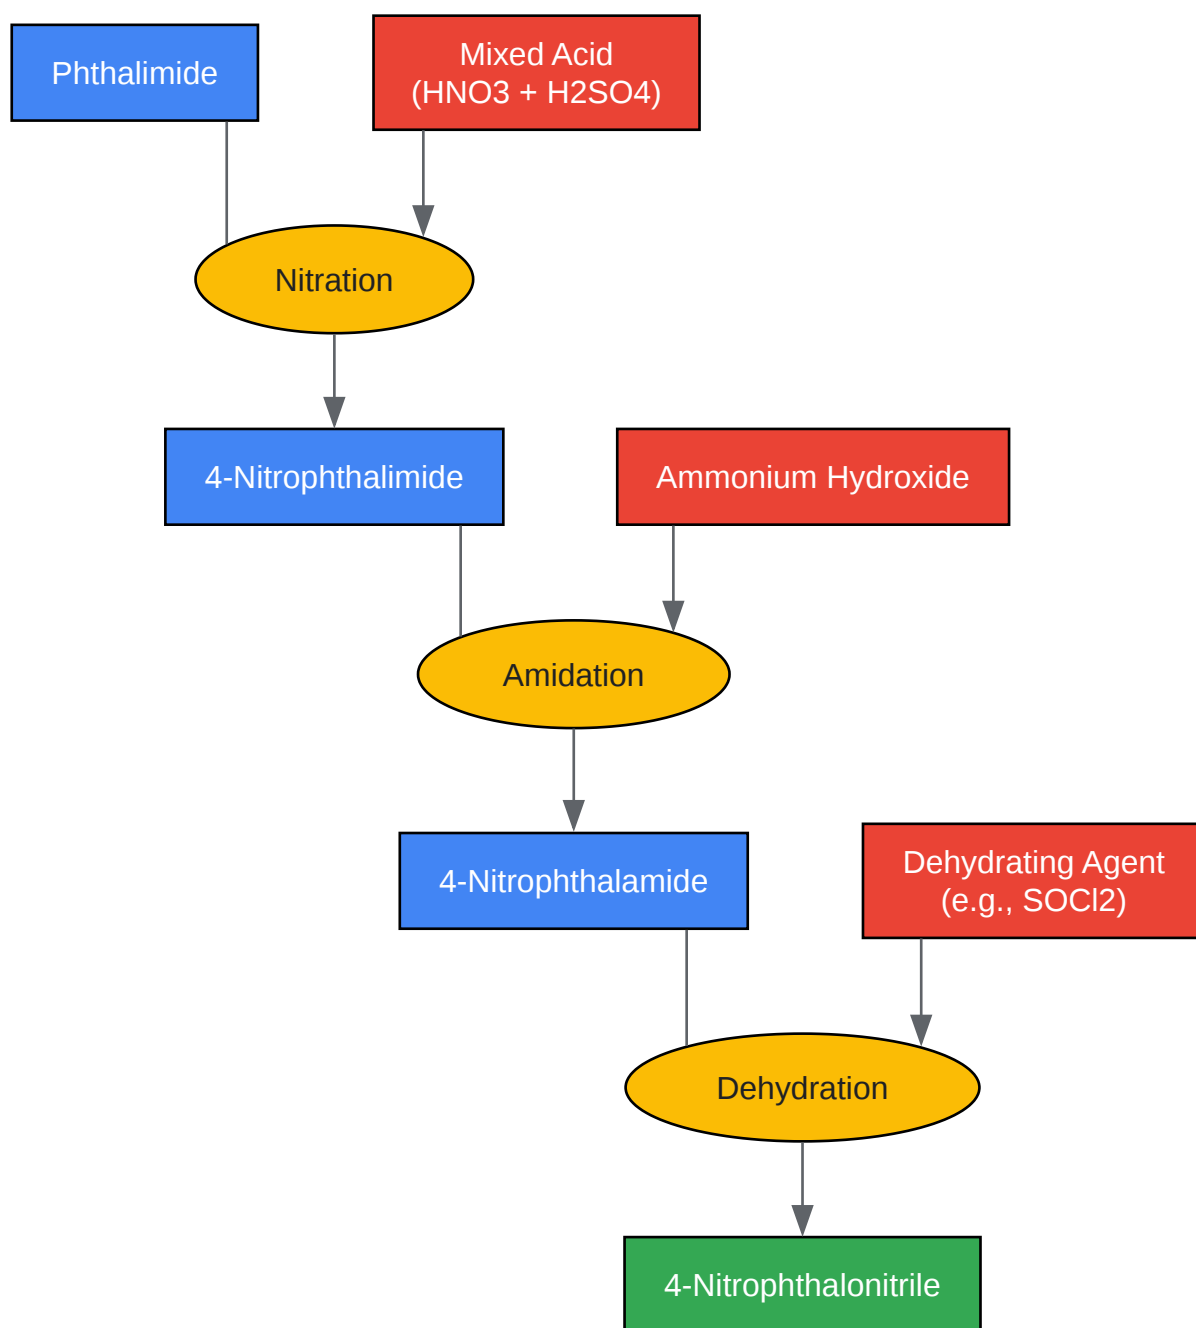 Phthalimide
Mixed Acid
(HNO3 + H2SO4)
Nitration
4-Nitrophthalimide
Ammonium Hydroxide
Amidation
4-Nitrophthalamide
Dehydrating Agent
(e.g., SOCl2)
Dehydration
4-Nitrophthalonitrile